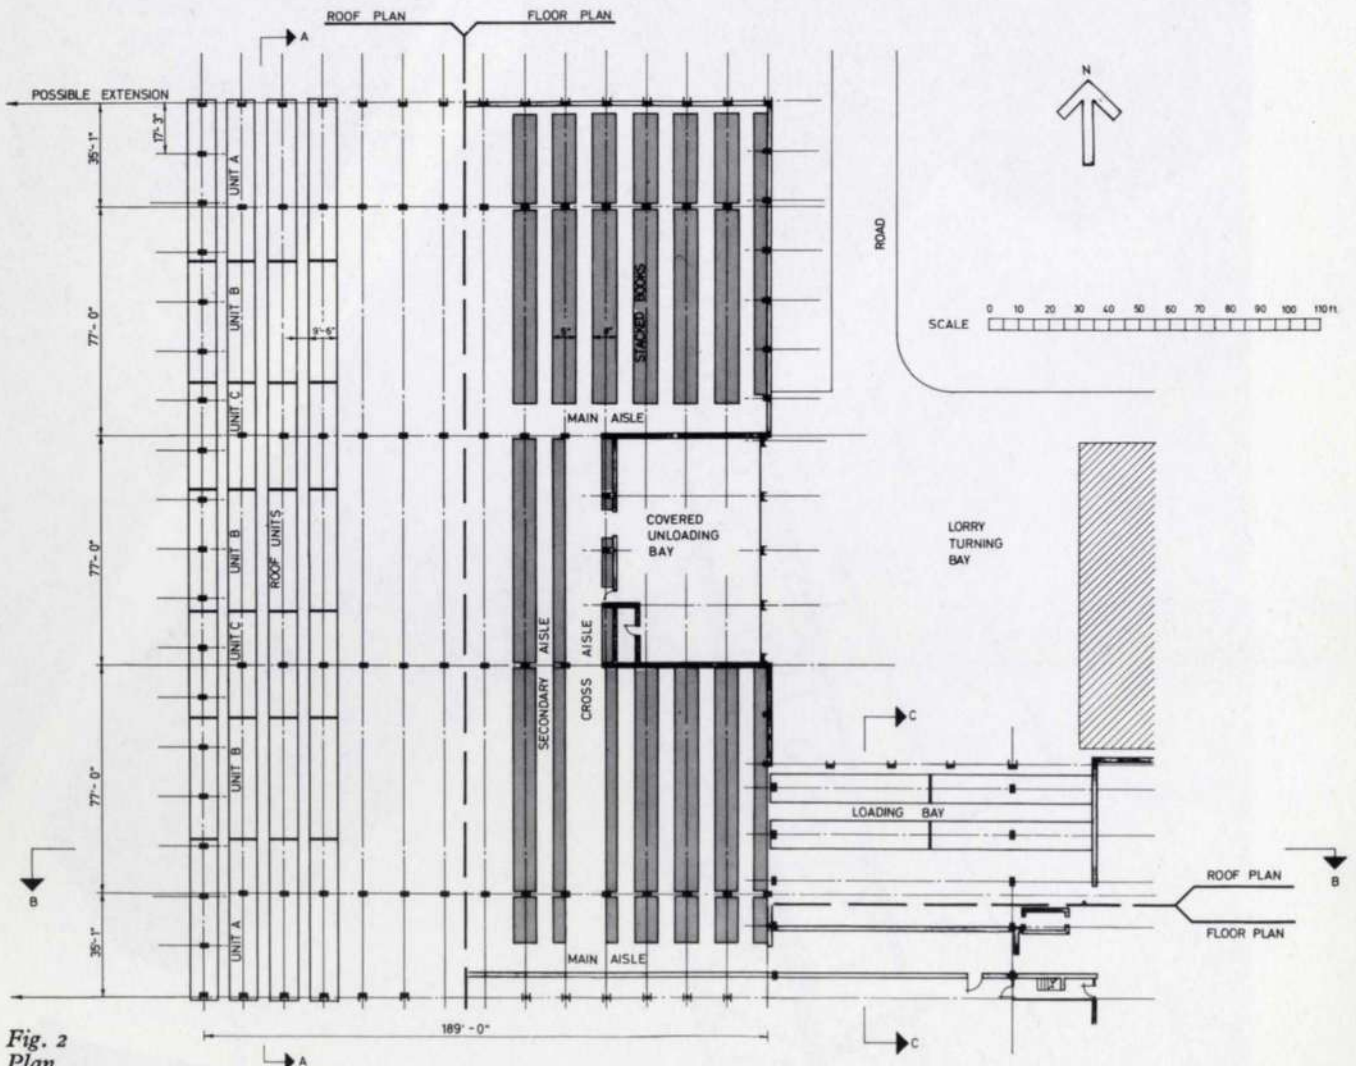 ROOF PLAN
FLOOR PLAN
A
POSSIBLE EXTENSION
N
17'-3"
35'-1"
UNIT A
ROAD
STACKED BOOKS
UNIT B
77'-0"
9'-6"
SCALE
0 10 20 30 40 50 60 70 80 90 100 110 ft.
UNIT C
MAIN AISLE
COVERED
UNLOADING
BAY
LORRY
TURNING
BAY
77'-0"
UNIT B
ROOF UNITS
UNIT C
SECONDARY AISLE
CROSS AISLE
C
UNIT B
77'-0"
LOADING BAY
B
B
ROOF PLAN
FLOOR PLAN
UNIT A
35'-1"
MAIN AISLE
189'-0"
C
A
Fig. 2
Plan